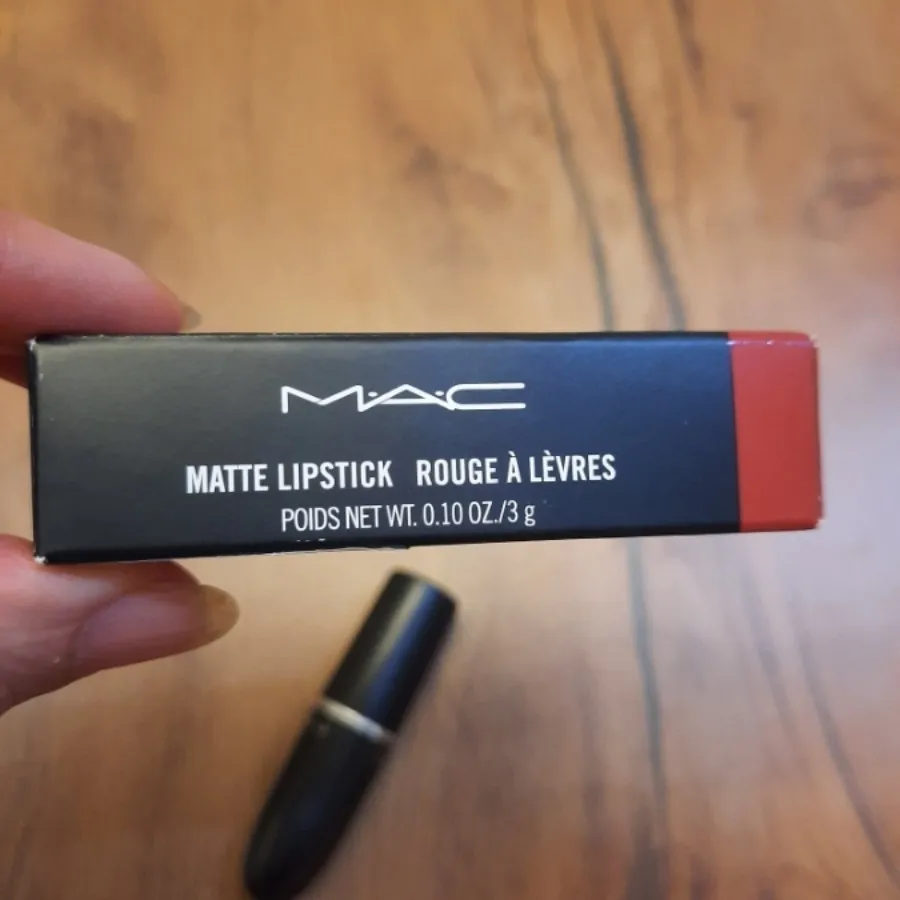 M·A·C
MATTE LIPSTICK ROUGE À LÈVRES
POIDS NET WT. 0.10 OZ./3 g